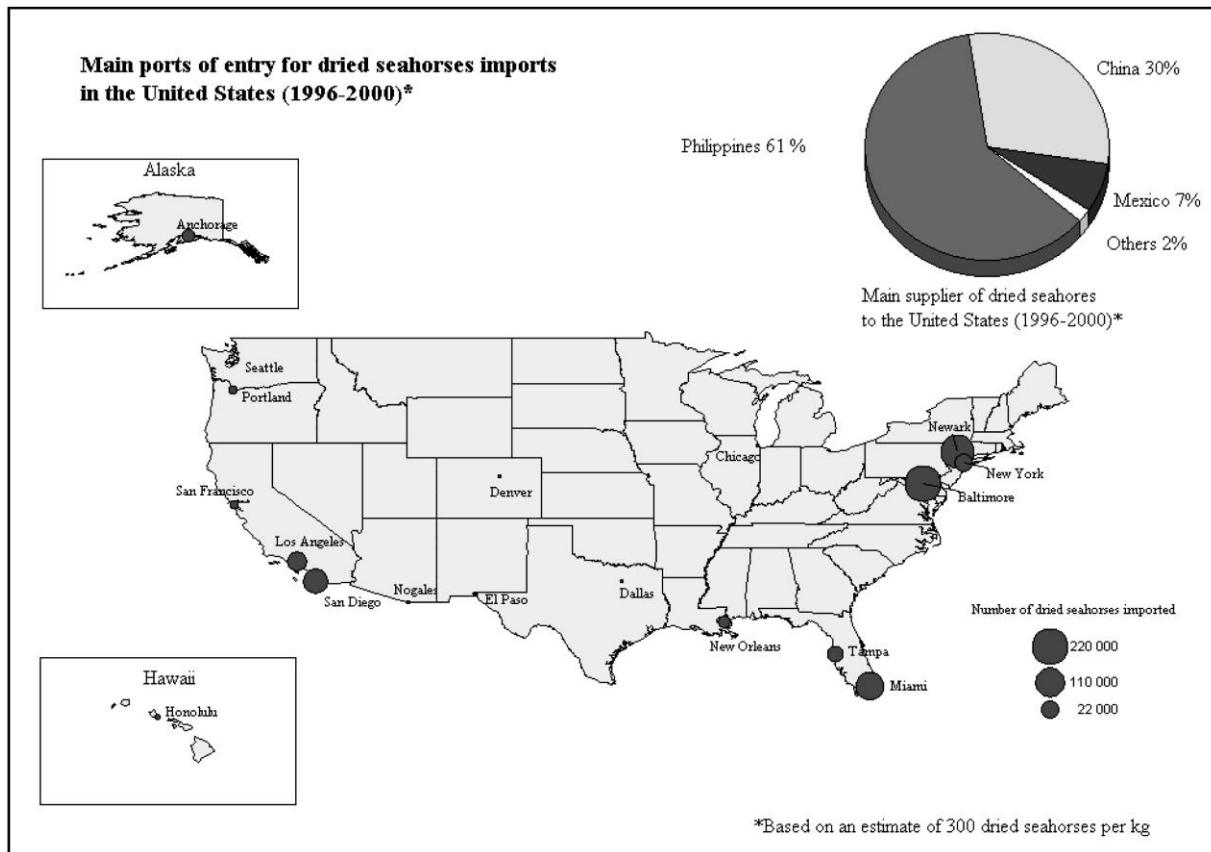 Main ports of entry for dried seahorses imports
in the United States (1996-2000)*
China 30%
Philippines 61 %
Mexico 7%
Others 2%
Main supplier of dried seahores
to the United States (1996-2000)*
Alaska
Anchorage
Seattle
Portland
Newark
Chicago
New York
San Francisco
Denver
Baltimore
Los Angeles
San Diego
Nogales
El Paso
Dallas
New Orleans
Tampa
Miami
Number of dried seahorses imported
220 000
110 000
22 000
Hawaii
Honolulu
*Based on an estimate of 300 dried seahorses per kg